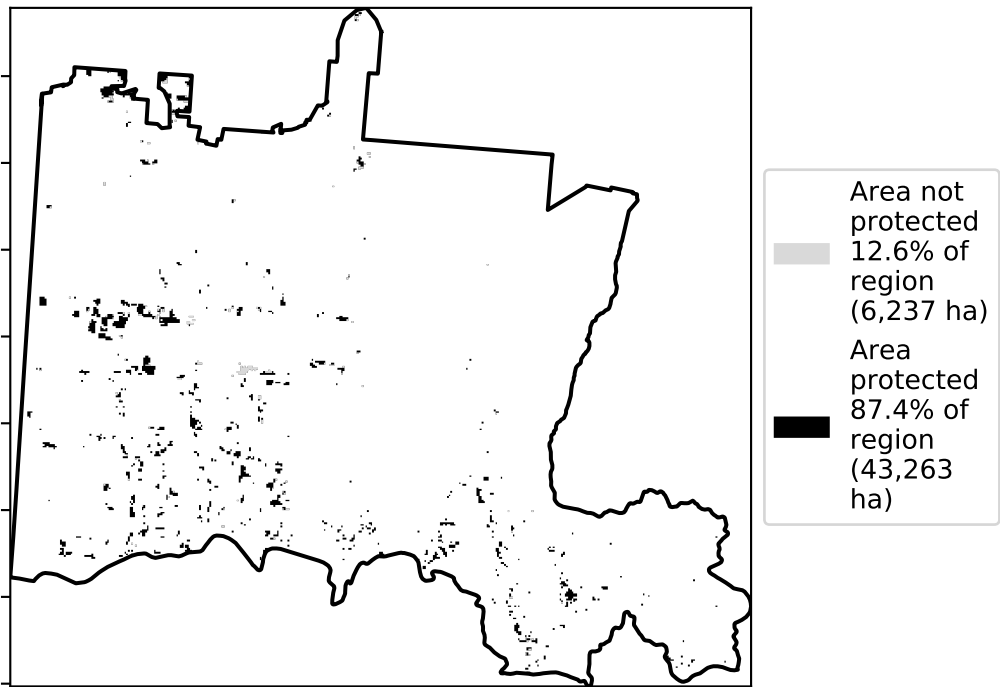 Area not
protected
12.6% of
region
(6,237 ha)
Area
protected
87.4% of
region
(43,263
ha)